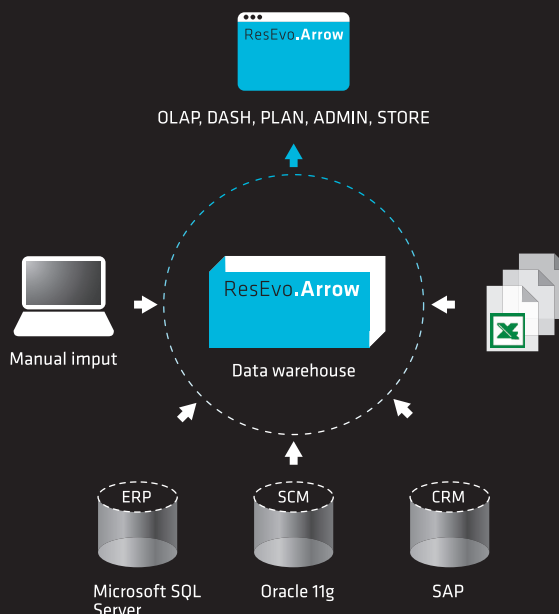 ResEvo.Arrow
OLAP, DASH, PLAN, ADMIN, STORE
ResEvo.Arrow
Manual imput
Data warehouse
ERP
SCM
CRM
Microsoft SQL
Server
Oracle 11g
SAP